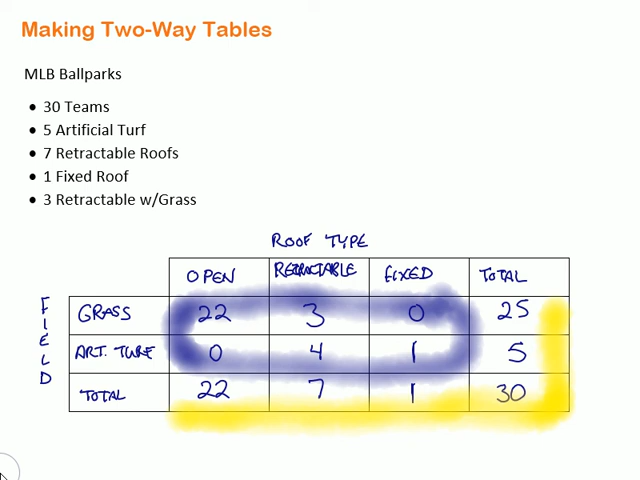 Making Two-Way Tables
MLB Ballparks
• 30 Teams
• 5 Artificial Turf
• 7 Retractable Roofs
• 1 Fixed Roof
• 3 Retractable w/Grass
ROOF TYPE
OPEN RETRACTABLE FIXED TOTAL
FIELD
GRASS 22 3 0 25
ART. TURF 0 4 1 5
TOTAL 22 7 1 30